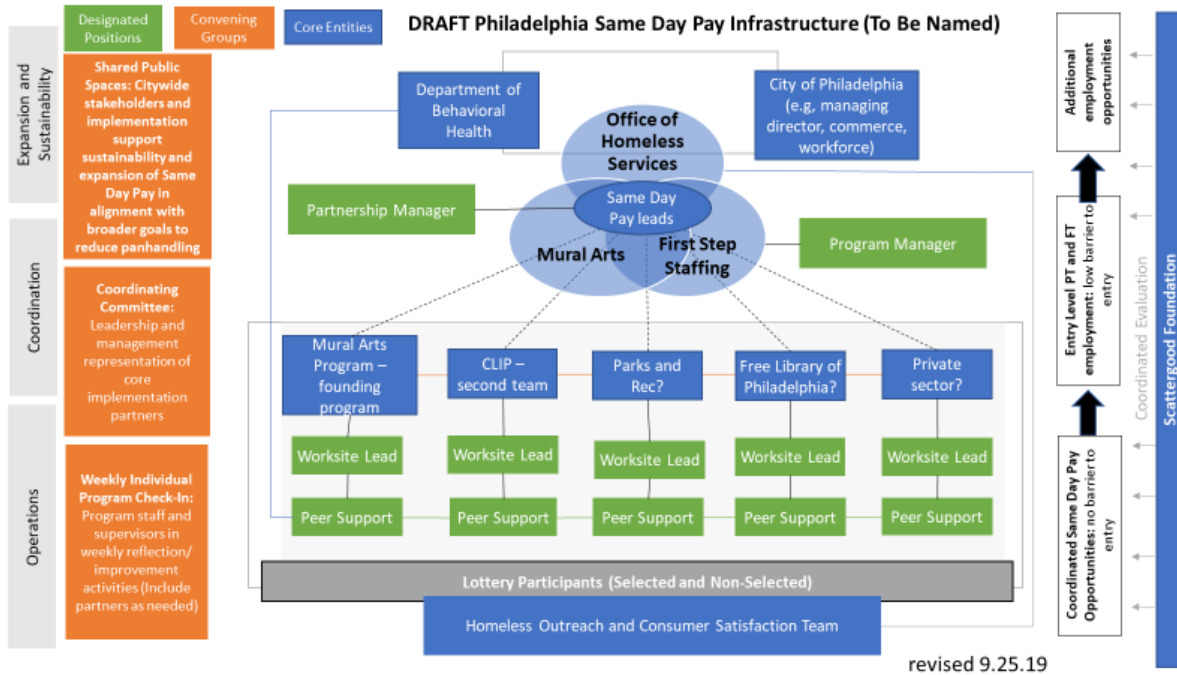 Designated
Positions
Convening
Groups
Core Entities
DRAFT Philadelphia Same Day Pay Infrastructure (To Be Named)
Expansion and
Sustainability
Coordination
Operations
Shared Public
Spaces: Citywide
stakeholders and
implementation
support
sustainability and
expansion of Same
Day Pay in
alignment with
broader goals to
reduce panhandling
Coordinating
Committee:
Leadership and
management
representation of
core
implementation
partners
Weekly Individual
Program Check-In:
Program staff and
supervisors in
weekly reflection/
improvement
activities (Include
partners as needed)
Department of
Behavioral
Health
City of Philadelphia
(e.g, managing
director, commerce,
workforce)
Office of
Homeless
Services
Same Day
Pay leads
Mural Arts
First Step
Staffing
Partnership Manager
Program Manager
Mural Arts
Program –
founding
program
CLIP –
second team
Parks and
Rec?
Free Library of
Philadelphia?
Private
sector?
Worksite Lead
Worksite Lead
Worksite Lead
Worksite Lead
Worksite Lead
Peer Support
Peer Support
Peer Support
Peer Support
Peer Support
Lottery Participants (Selected and Non-Selected)
Homeless Outreach and Consumer Satisfaction Team
revised 9.25.19
Additional
employment
opportunities
Entry Level PT and FT
employment: low barrier to
entry
Coordinated Same Day Pay
Opportunities: no barrier to
entry
Coordinated Evaluation
Scattergood Foundation